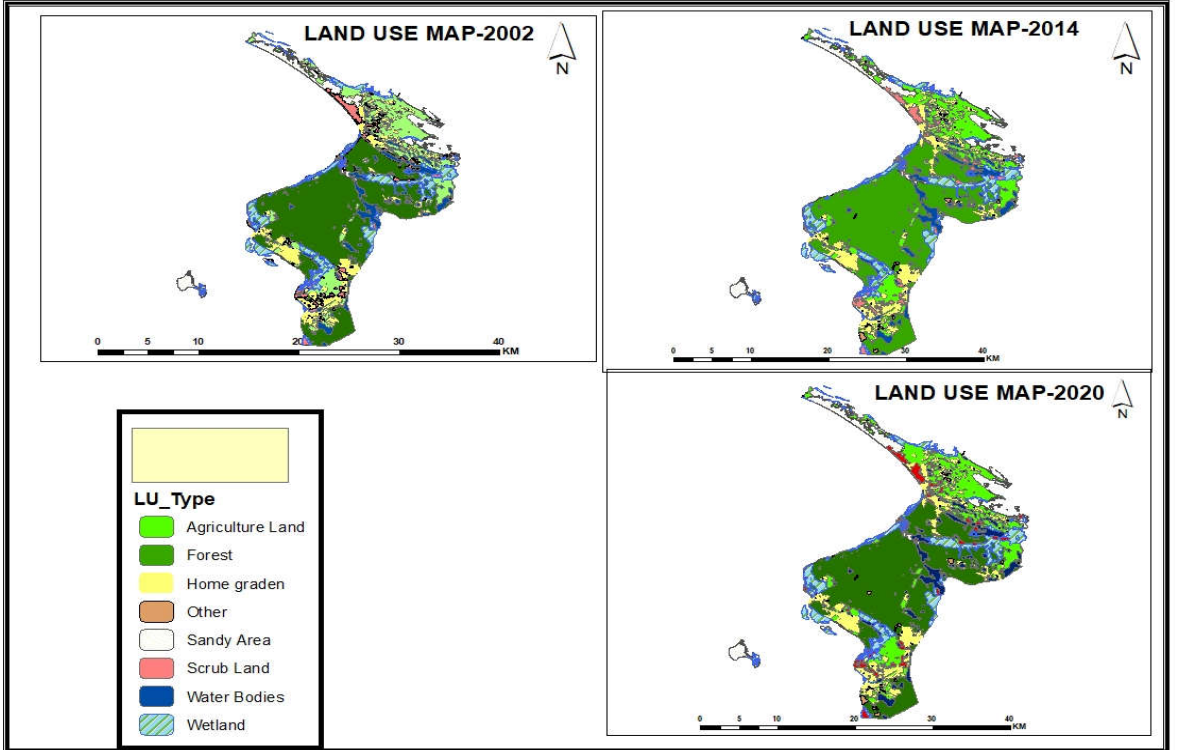 LAND USE MAP-2002
N
0 5 10 20 30 40
KM
LAND USE MAP-2014
N
0 5 10 20 30 40
KM
LAND USE MAP-2020
N
0 5 10 20 30 40
KM
LU_Type
Agriculture Land
Forest
Home graden
Other
Sandy Area
Scrub Land
Water Bodies
Wetland